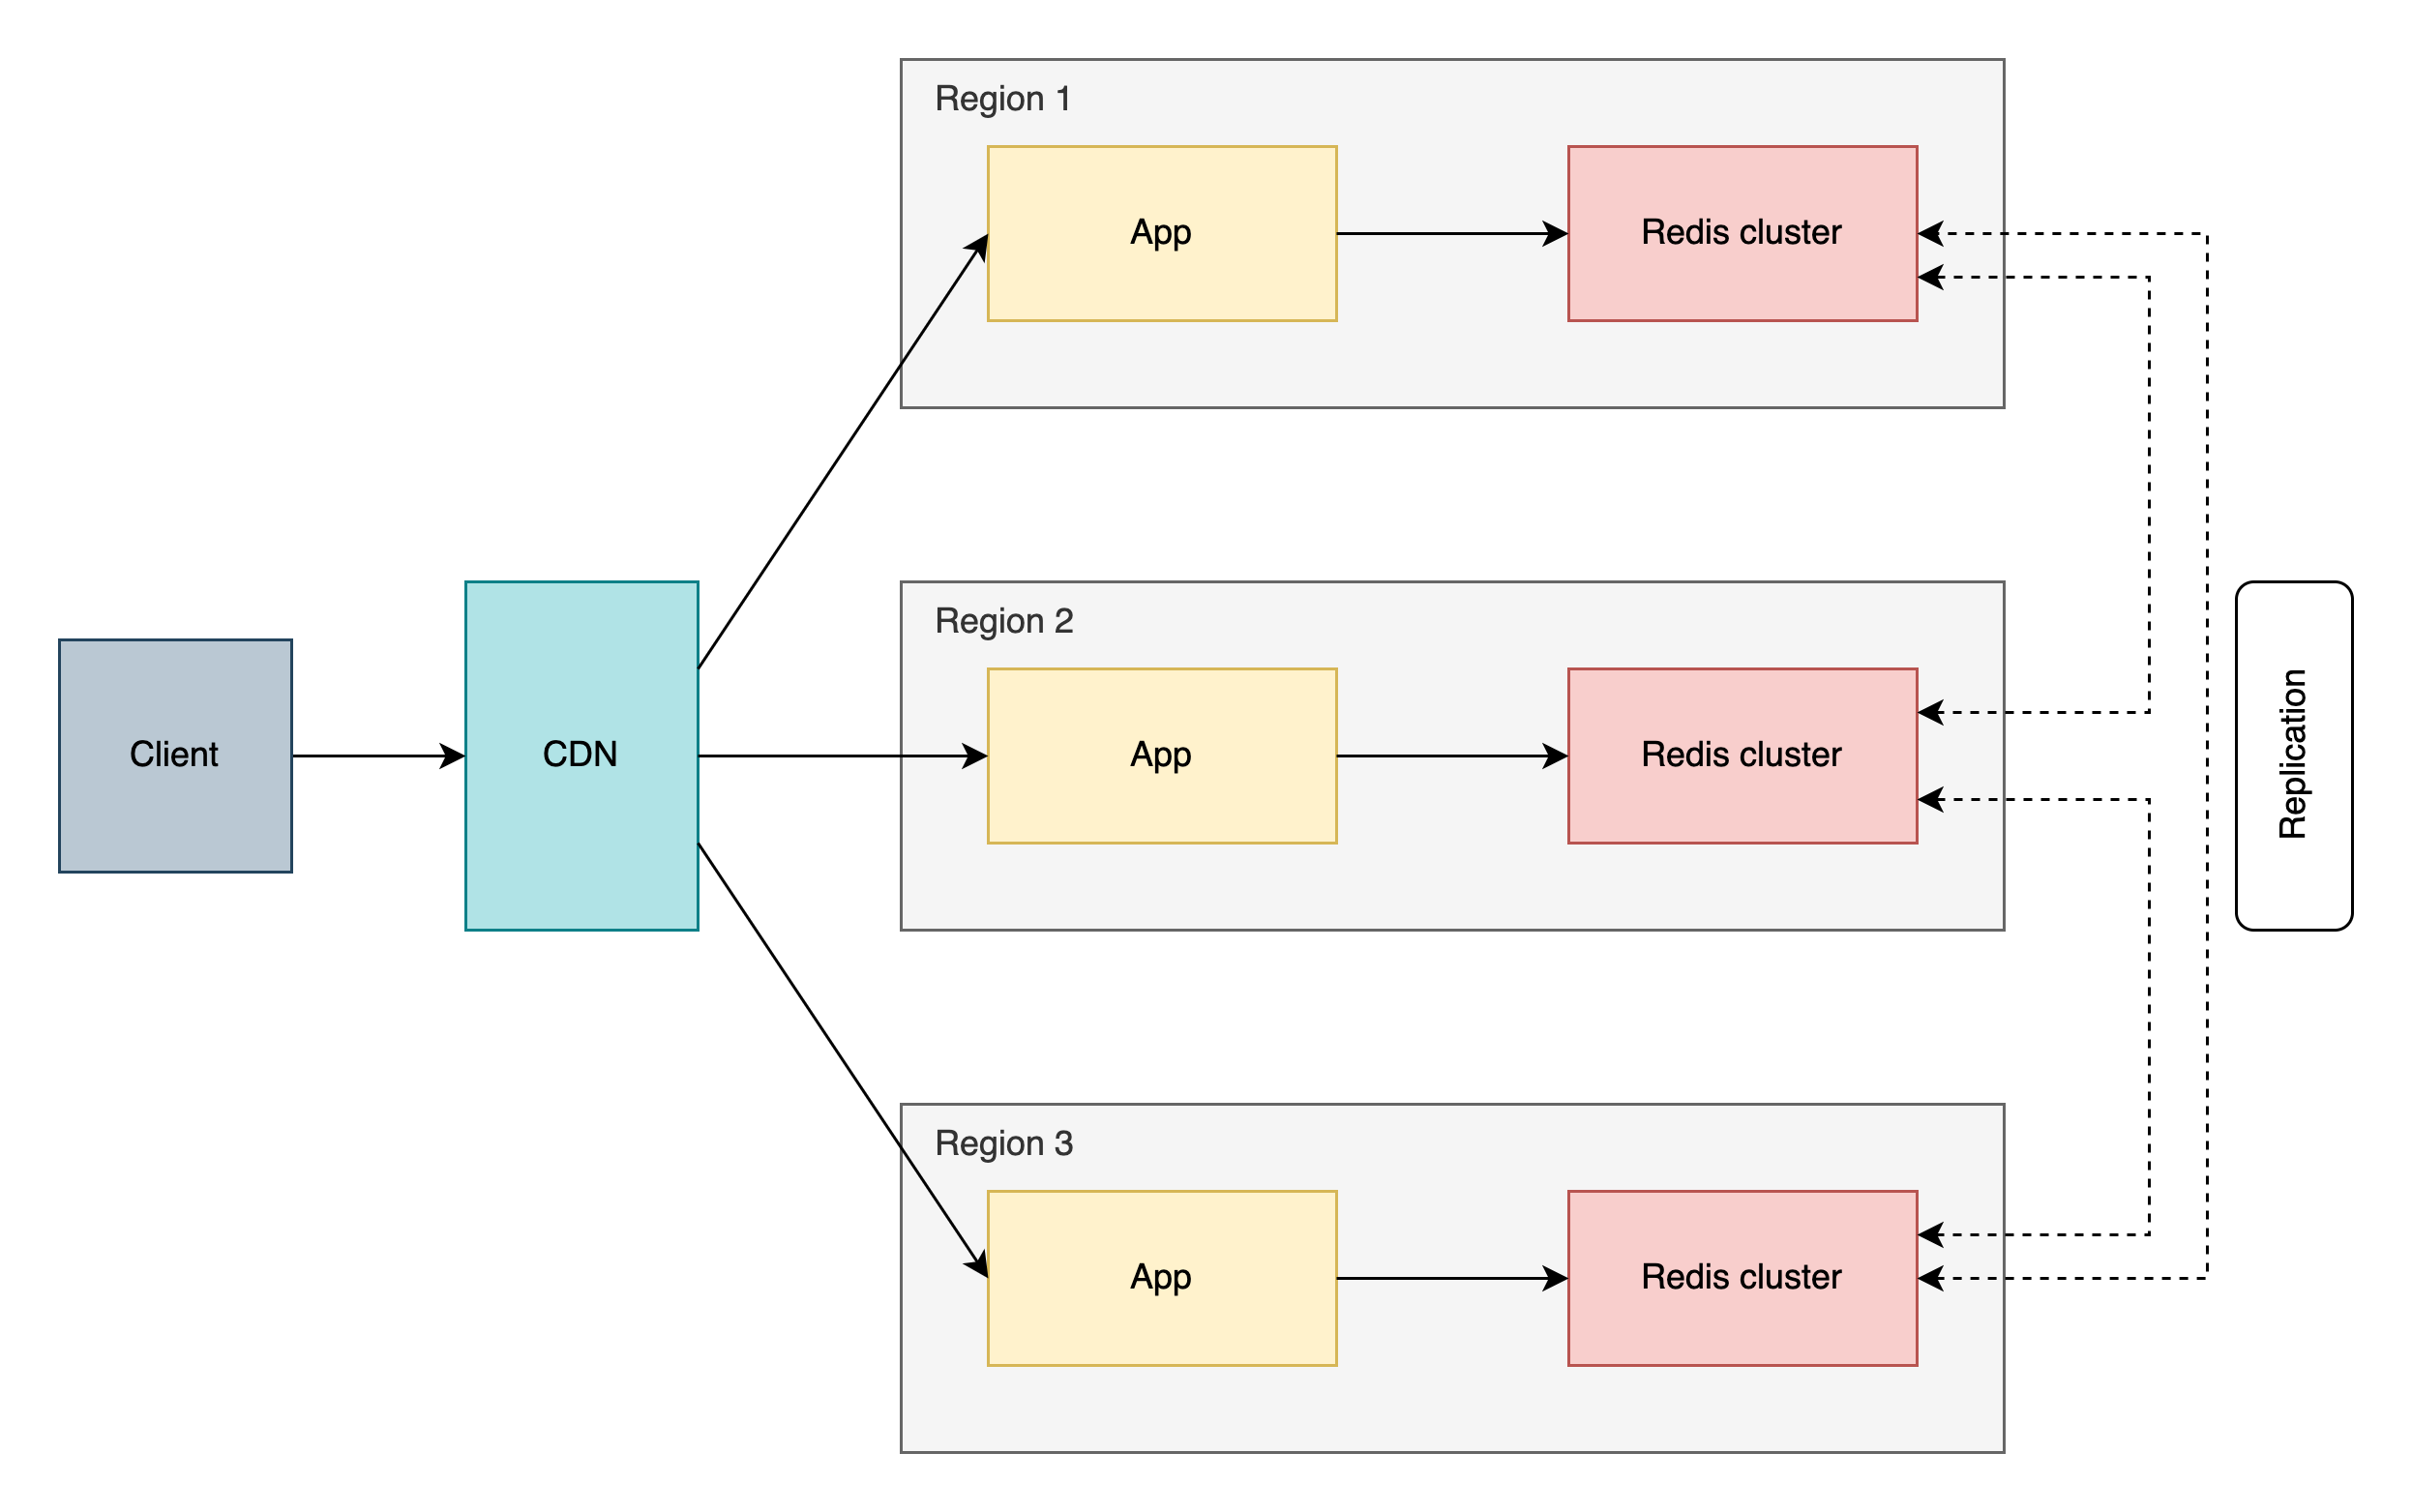 Region 1
App
Redis cluster
Client
CDN
Region 2
App
Redis cluster
Replication
Region 3
App
Redis cluster